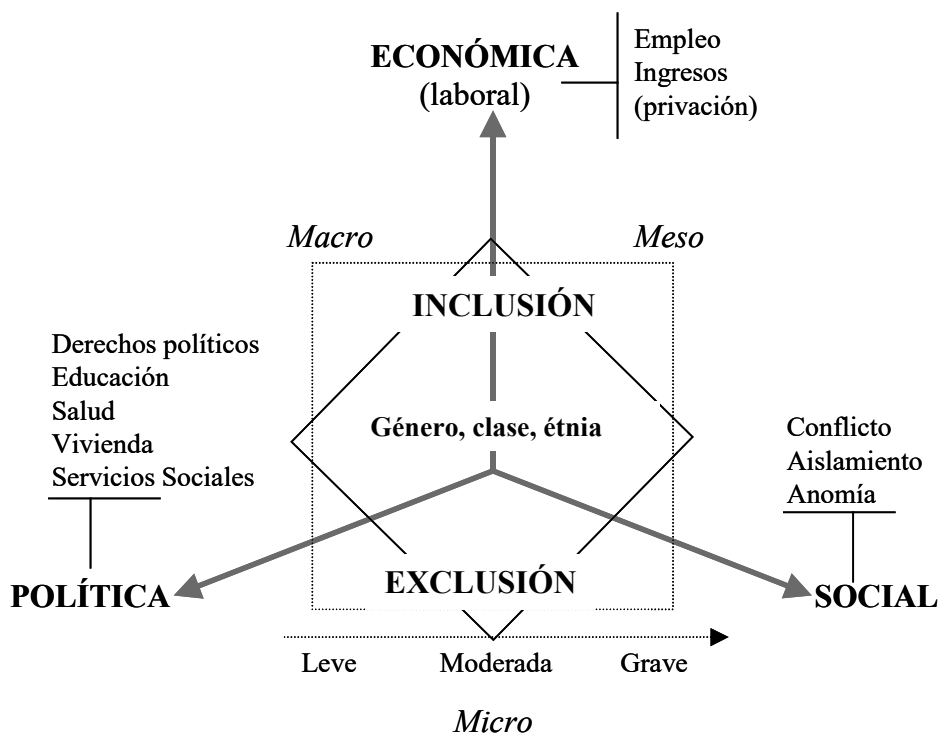 ECONÓMICA
(laboral)
Empleo
Ingresos
(privación)
Macro
Meso
INCLUSIÓN
Derechos políticos
Educación
Salud
Vivienda
Servicios Sociales
Género, clase, étnia
Conflicto
Aislamiento
Anomía
POLÍTICA
EXCLUSIÓN
SOCIAL
Leve
Moderada
Grave
Micro